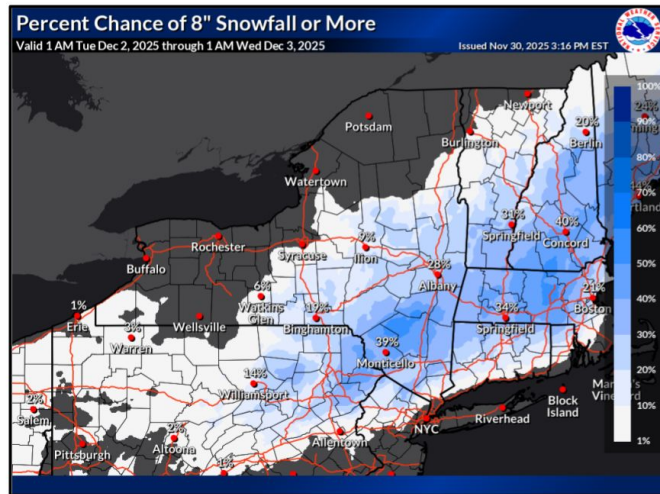 Percent Chance of 8" Snowfall or More
Valid 1 AM Tue Dec 2, 2025 through 1 AM Wed Dec 3, 2025
Issued Nov 30, 2025 3:16 PM EST
Newport
Potsdam
Burlington
20%
Berlin
Watertown
31%
Springfield
40%
Concord
Rochester
Syracuse
9%
Ilion
Buffalo
28%
Albany
6%
Watkins
Glen
1%
Erie
3%
Warren
Wellsville
19%
Binghamton
34%
Springfield
21%
Boston
39%
Monticello
14%
Williamsport
2%
Salem
2%
Altoona
Pittsburgh
1%
Allentown
NYC
Riverhead
Block
Island
100%
90%
80%
70%
60%
50%
40%
30%
20%
10%
1%
24%